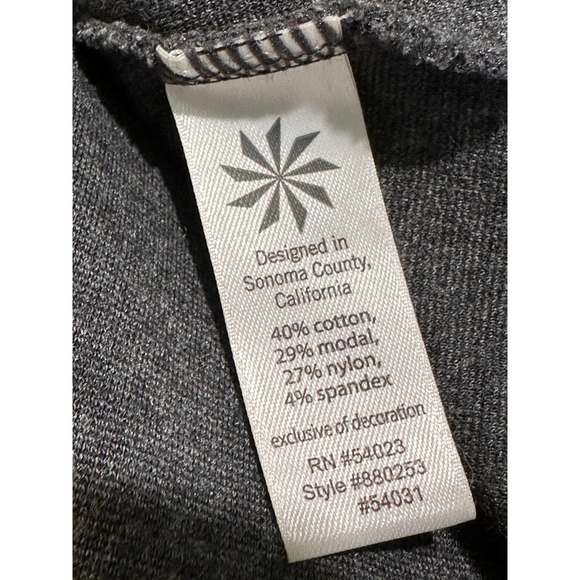 Designed in
Sonoma County,
California
40% cotton,
29% modal,
27% nylon,
4% spandex
exclusive of decoration
RN #54023
Style #880253
#54031